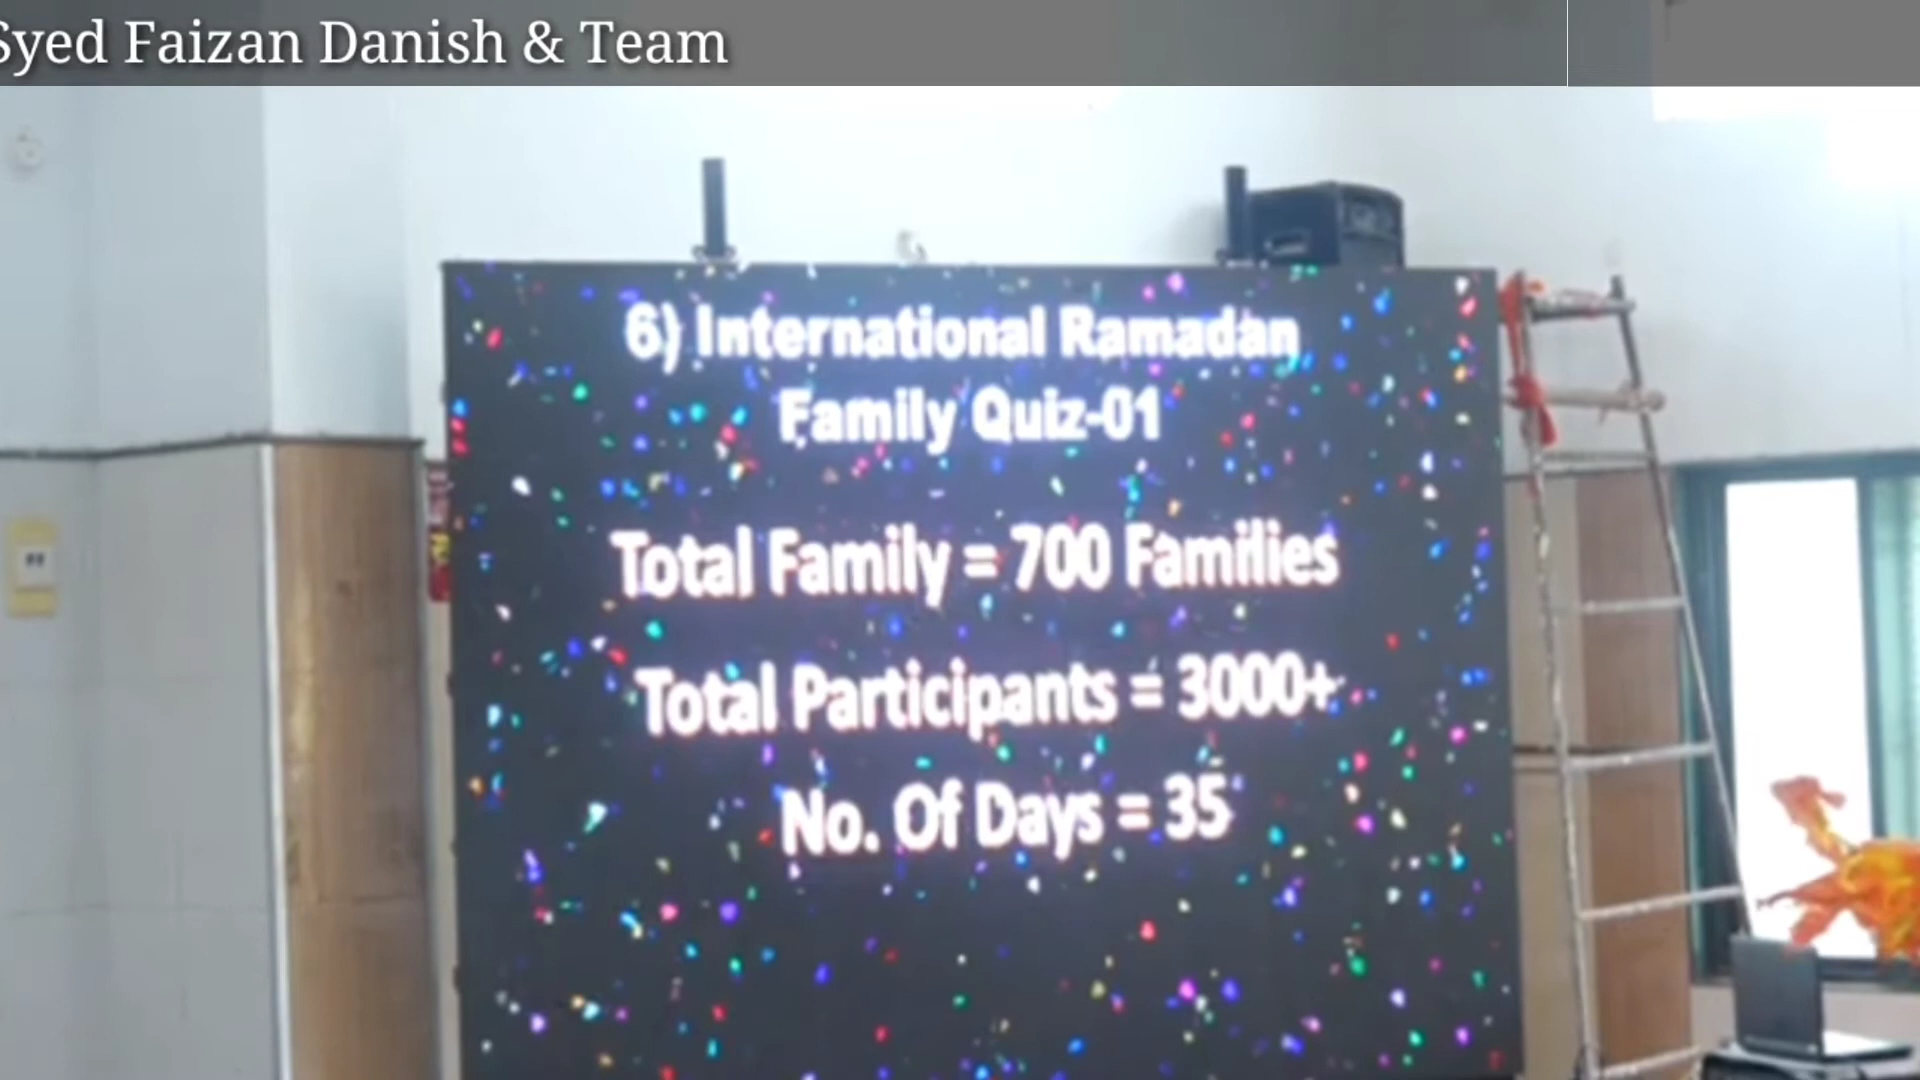 Syed Faizan Danish & Team
6) International Ramadan
Family Quiz-01
Total Family = 700 Families
Total Participants = 3000+
No. Of Days = 35